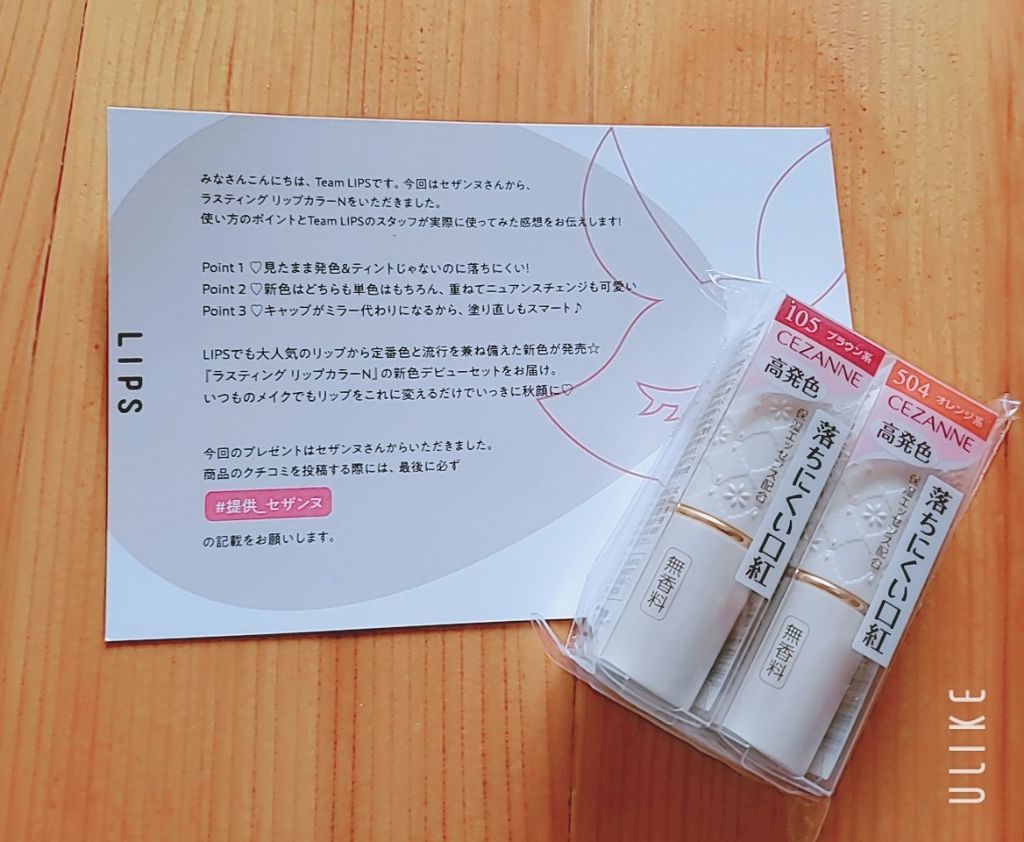 みなさんこんにちは、Team LIPSです。今回はセザンヌさんから、
ラスティング リップカラーNをいただきました。
使い方のポイントとTeam LIPSのスタッフが実際に使ってみた感想をお伝えします!
Point 1 ♡見たまま発色&ティントじゃないのに落ちにくい!
Point 2 ♡新色はどちらも単色はもちろん、重ねてニュアンスチェンジも可愛い
Point 3 ♡キャップがミラー代わりになるから、塗り直しもスマート♪
LIPSでも大人気のリップから定番色と流行を兼ね備えた新色が発売☆
『ラスティング リップカラーN』の新色デビューセットをお届け。
いつものメイクでもリップをこれに変えるだけでいっきに秋顔に♡
今回のプレゼントはセザンヌさんからいただきました。
商品のクチコミを投稿する際には、最後に必ず
#提供_セザンヌ
の記載をお願いします。
LIPS
105 ブラウン系
CEZANNE
高発色
保湿エッセンス配合
落ちにくい口紅
無香料
504 オレンジ系
CEZANNE
高発色
保湿エッセンス配合
落ちにくい口紅
無香料
ULIKE